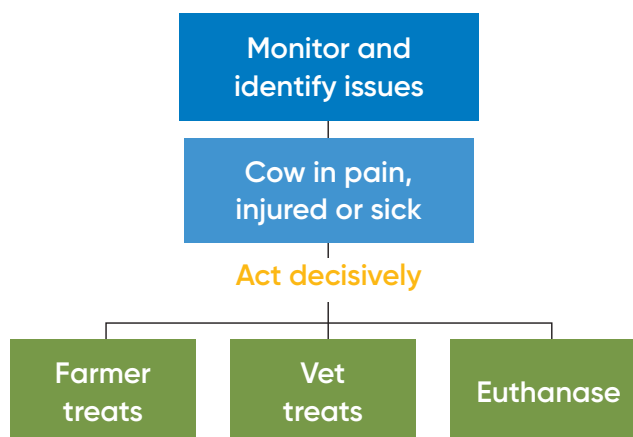 Monitor and
identify issues
Cow in pain,
injured or sick
Act decisively
Farmer
treats
Vet
treats
Euthanase